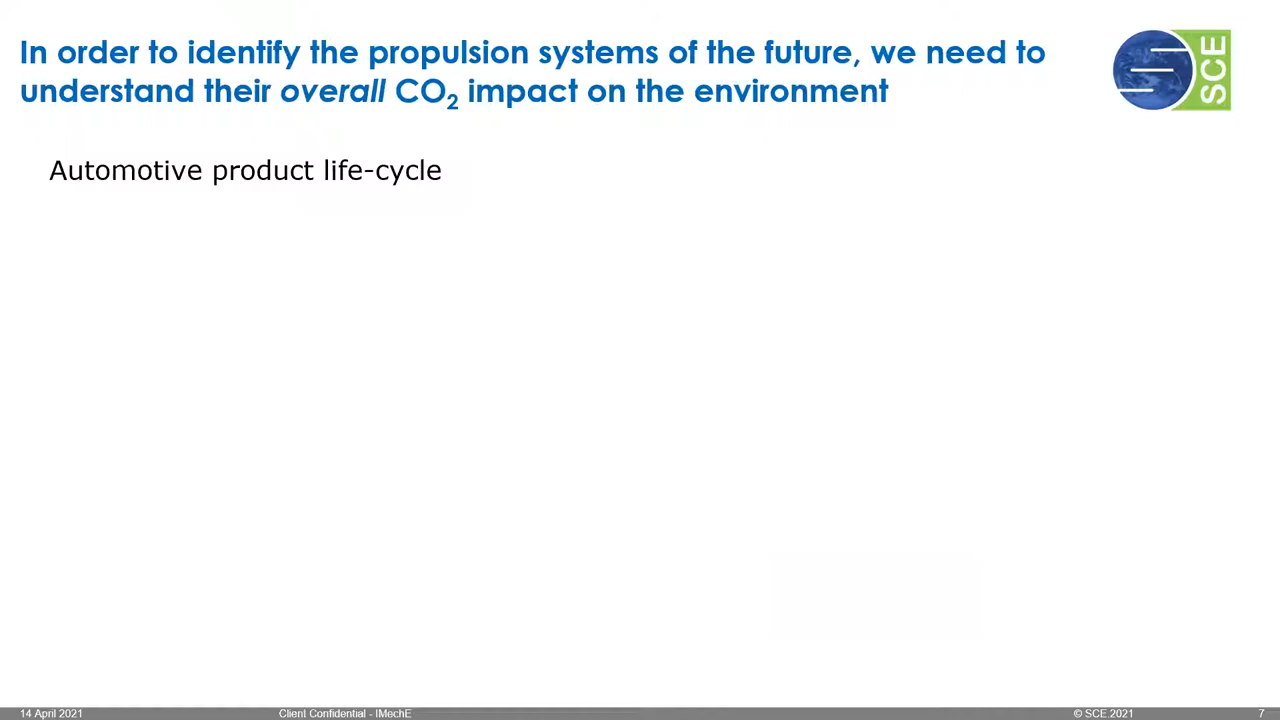 In order to identify the propulsion systems of the future, we need to
understand their overall CO₂ impact on the environment
SCE
Automotive product life-cycle
14 April 2021
Client Confidential - IMechE
© SCE.2021
7